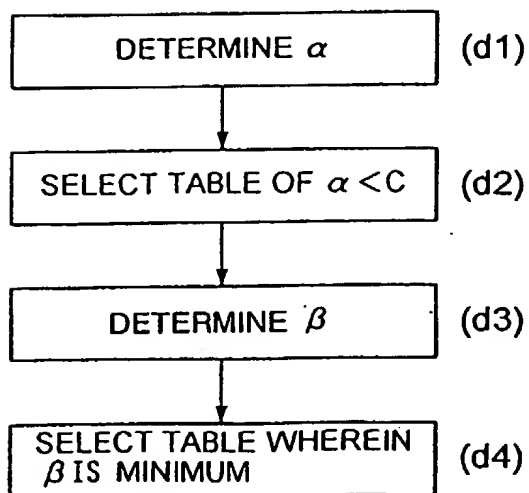 DETERMINE α (d1)
SELECT TABLE OF α<C (d2)
DETERMINE β (d3)
SELECT TABLE WHEREIN
β IS MINIMUM (d4)